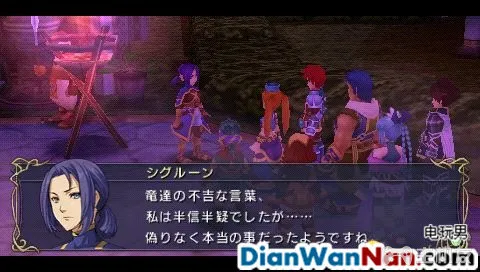 シグルーン
竜達の不吉な言葉、
私は半信半疑でしたが……
偽りなく本当の事だったようですね
电玩男
DianWanNan.com